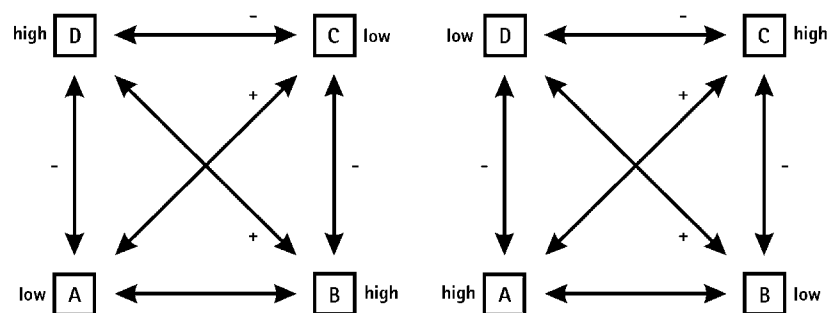 high D - C low
+
- -
+
low A B high
low D - C high
+
- -
+
high A B low